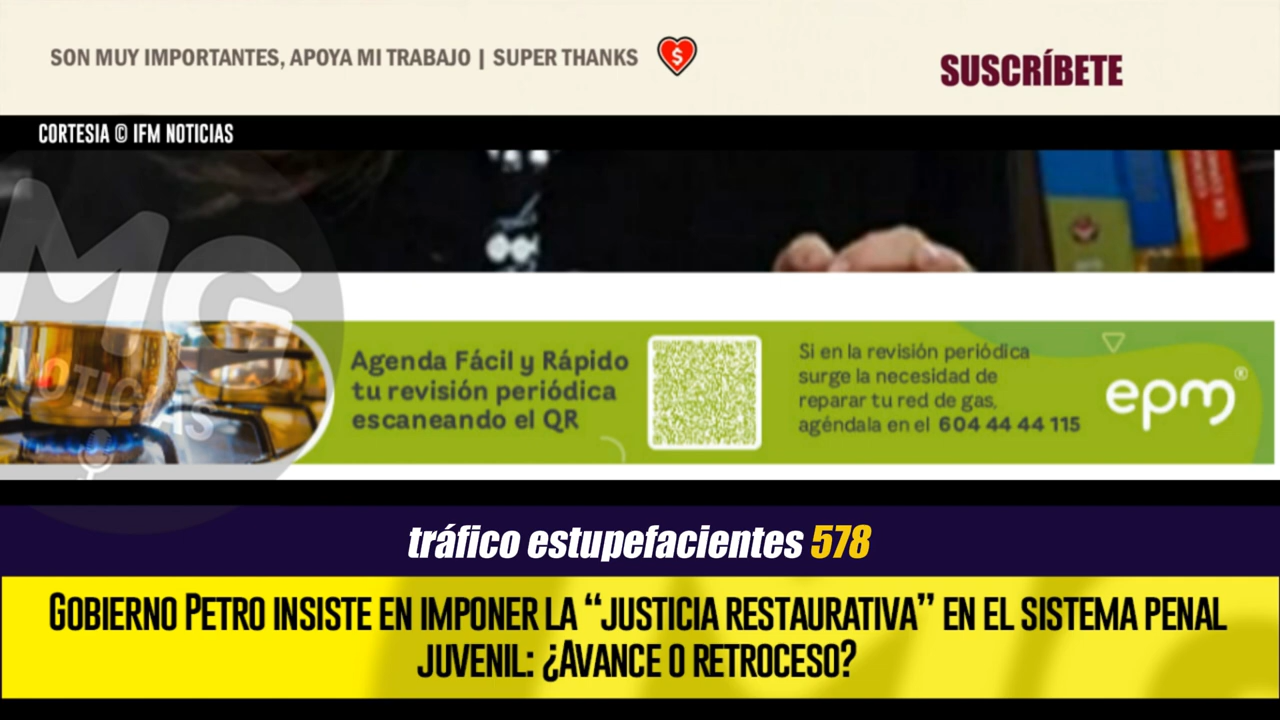 SON MUY IMPORTANTES, APOYA MI TRABAJO | SUPER THANKS
SUSCRÍBETE
CORTESIA © IFM NOTICIAS
MG
NOTICIAS
Agenda Fácil y Rápido
tu revisión periódica
escaneando el QR
Si en la revisión periódica
surge la necesidad de
reparar tu red de gas,
agéndala en el 604 44 44 115
epm®
tráfico estupefacientes 578
GOBIERNO PETRO INSISTE EN IMPONER LA “JUSTICIA RESTAURATIVA” EN EL SISTEMA PENAL
JUVENIL: ¿AVANCE O RETROCESO?